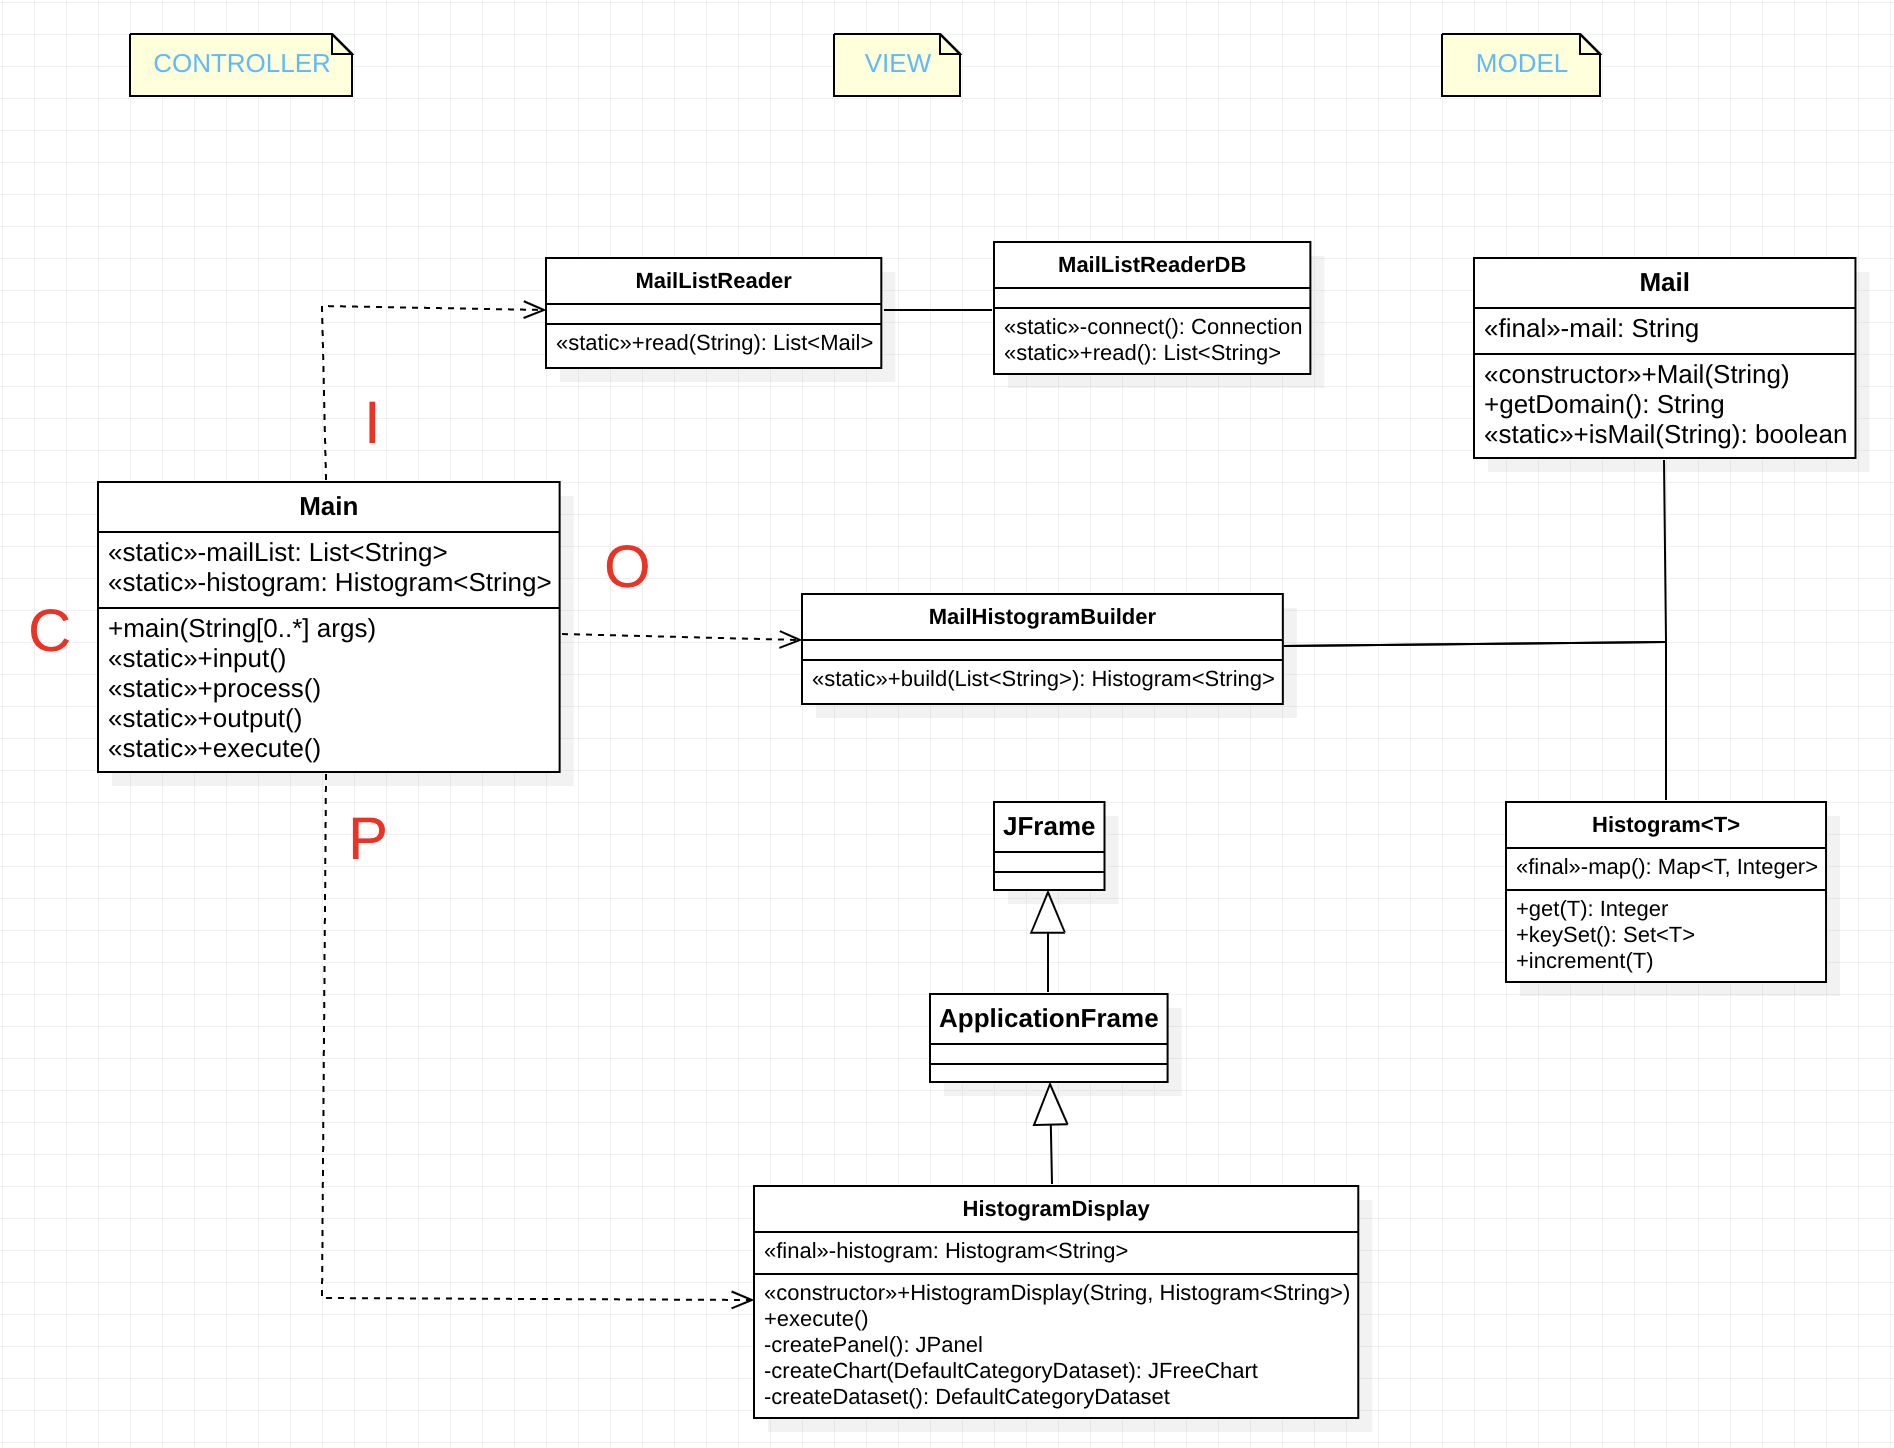 CONTROLLER
VIEW
MODEL
MailListReader
«static»+read(String): List<Mail>
MailListReaderDB
«static»-connect(): Connection
«static»+read(): List<String>
Mail
«final»-mail: String
«constructor»+Mail(String)
+getDomain(): String
«static»+isMail(String): boolean
I
Main
«static»-mailList: List<String>
«static»-histogram: Histogram<String>
+main(String[0..*] args)
«static»+input()
«static»+process()
«static»+output()
«static»+execute()
C
O
MailHistogramBuilder
«static»+build(List<String>): Histogram<String>
P
JFrame
Histogram<T>
«final»-map(): Map<T, Integer>
+get(T): Integer
+keySet(): Set<T>
+increment(T)
ApplicationFrame
HistogramDisplay
«final»-histogram: Histogram<String>
«constructor»+HistogramDisplay(String, Histogram<String>)
+execute()
-createPanel(): JPanel
-createChart(DefaultCategoryDataset): JFreeChart
-createDataset(): DefaultCategoryDataset